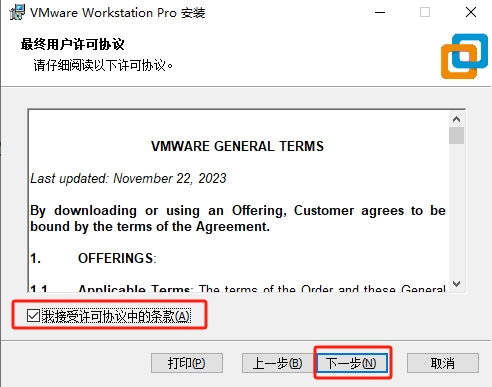 VMware Workstation Pro 安装
最终用户许可协议
请仔细阅读以下许可协议。
VMWARE GENERAL TERMS
Last updated: November 22, 2023
By downloading or using an Offering, Customer agrees to be
bound by the terms of the Agreement.
1. OFFERINGS:
1.1 Applicable Terms: The terms of the Order and these General
我接受许可协议中的条款(A)
打印(P) 上一步(B) 下一步(N) 取消